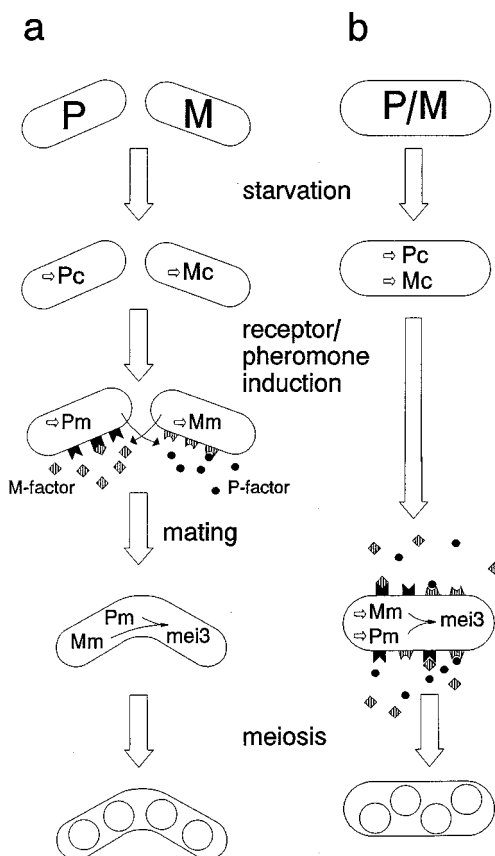 a
b
P
M
P/M
starvation
⇨Pc
⇨Mc
⇨Pc
⇨Mc
receptor/
pheromone
induction
⇨Pm
⇨Mm
M-factor
P-factor
mating
Pm
Mm
mei3
⇨Mm
⇨Pm
mei3
meiosis